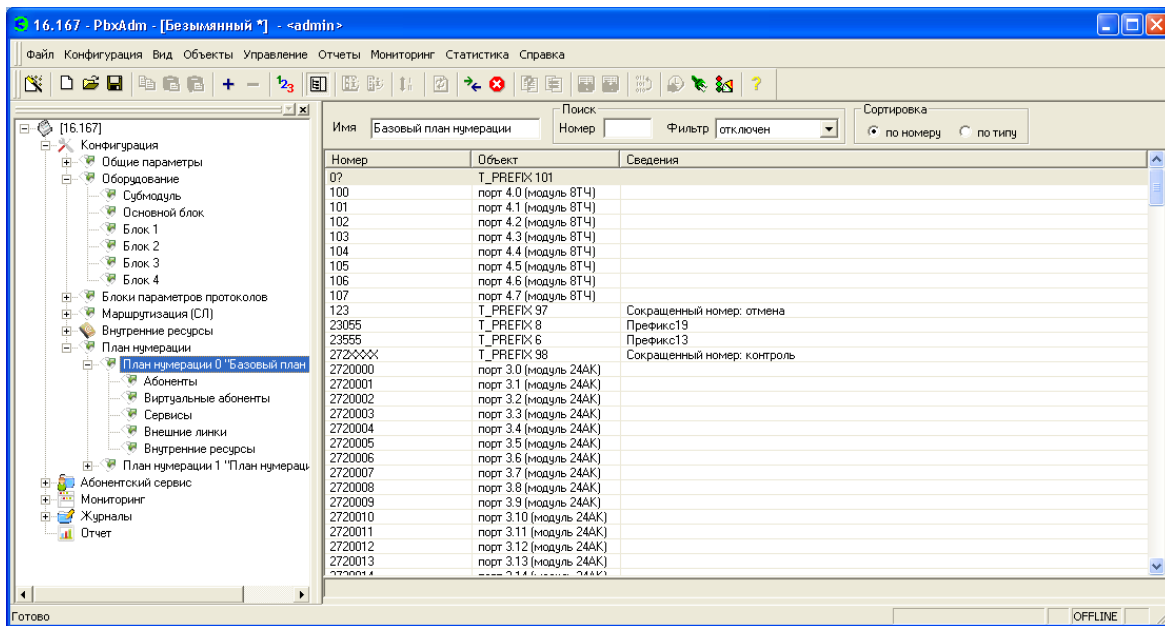 16.167 - PbxAdm - [Безымянный *] - <admin>
Файл Конфигурация Вид Объекты Управление Отчеты Мониторинг Статистика Справка
[16.167]
Конфигурация
Общие параметры
Оборудование
Субмодуль
Основной блок
Блок 1
Блок 2
Блок 3
Блок 4
Блоки параметров протоколов
Маршрутизация (СЛ)
Внутренние ресурсы
План нумерации
План нумерации 0 "Базовый план
Абоненты
Виртуальные абоненты
Сервисы
Внешние линки
Внутренние ресурсы
План нумерации 1 "План нумераци
Абонентский сервис
Мониторинг
Журналы
Отчет
Имя Базовый план нумерации
Поиск
Номер Фильтр отключен
Сортировка
по номеру по типу
Номер Объект Сведения
0? T_PREFIX 101
100 порт 4.0 (модуль 8ТЧ)
101 порт 4.1 (модуль 8ТЧ)
102 порт 4.2 (модуль 8ТЧ)
103 порт 4.3 (модуль 8ТЧ)
104 порт 4.4 (модуль 8ТЧ)
105 порт 4.5 (модуль 8ТЧ)
106 порт 4.6 (модуль 8ТЧ)
107 порт 4.7 (модуль 8ТЧ)
123 T_PREFIX 97 Сокращенный номер: отмена
23055 T_PREFIX 8 Префикс19
23555 T_PREFIX 6 Префикс13
272XXXX T_PREFIX 98 Сокращенный номер: контроль
2720000 порт 3.0 (модуль 24АК)
2720001 порт 3.1 (модуль 24АК)
2720002 порт 3.2 (модуль 24АК)
2720003 порт 3.3 (модуль 24АК)
2720004 порт 3.4 (модуль 24АК)
2720005 порт 3.5 (модуль 24АК)
2720006 порт 3.6 (модуль 24АК)
2720007 порт 3.7 (модуль 24АК)
2720008 порт 3.8 (модуль 24АК)
2720009 порт 3.9 (модуль 24АК)
2720010 порт 3.10 (модуль 24АК)
2720011 порт 3.11 (модуль 24АК)
2720012 порт 3.12 (модуль 24АК)
2720013 порт 3.13 (модуль 24АК)
Готово
OFFLINE